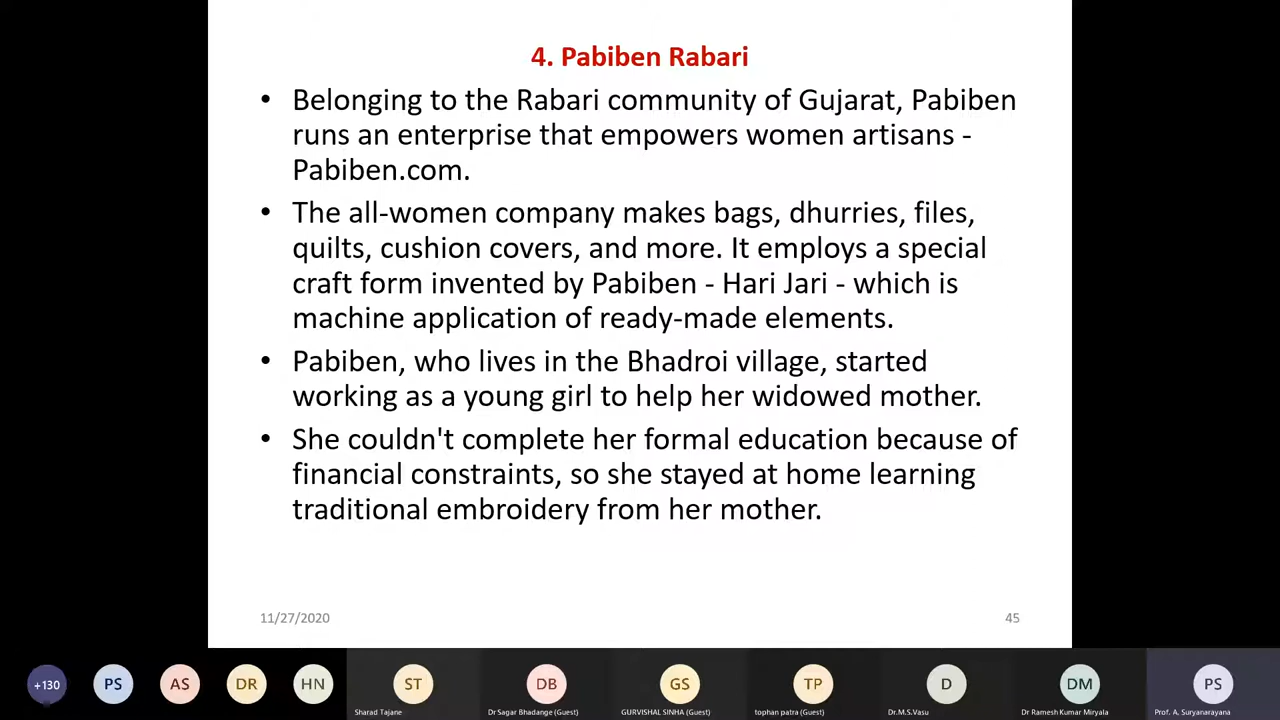 4. Pabiben Rabari
• Belonging to the Rabari community of Gujarat, Pabiben
runs an enterprise that empowers women artisans -
Pabiben.com.
• The all-women company makes bags, dhurries, files,
quilts, cushion covers, and more. It employs a special
craft form invented by Pabiben - Hari Jari - which is
machine application of ready-made elements.
• Pabiben, who lives in the Bhadroi village, started
working as a young girl to help her widowed mother.
• She couldn't complete her formal education because of
financial constraints, so she stayed at home learning
traditional embroidery from her mother.
11/27/2020 45
+130 PS AS DR HN ST DB GS TP D DM PS
Sharad Tajane Dr Sagar Bhadange (Guest) GURVISHAL SINHA (Guest) tophan patra (Guest) Dr.M.S.Vasu Dr Ramesh Kumar Miryala Prof. A. Suryanarayana